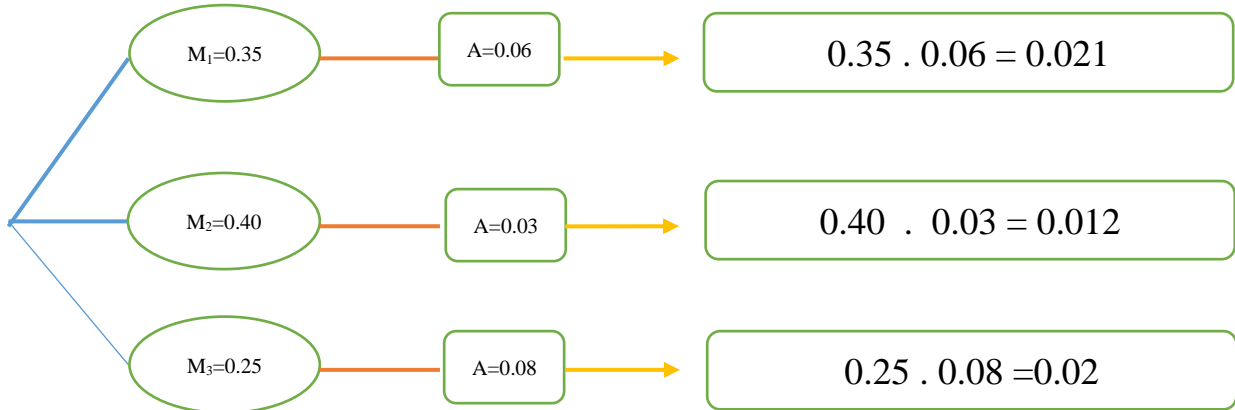 M₁=0.35 A=0.06 0.35 . 0.06 = 0.021
M₂=0.40 A=0.03 0.40 . 0.03 = 0.012
M₃=0.25 A=0.08 0.25 . 0.08 =0.02